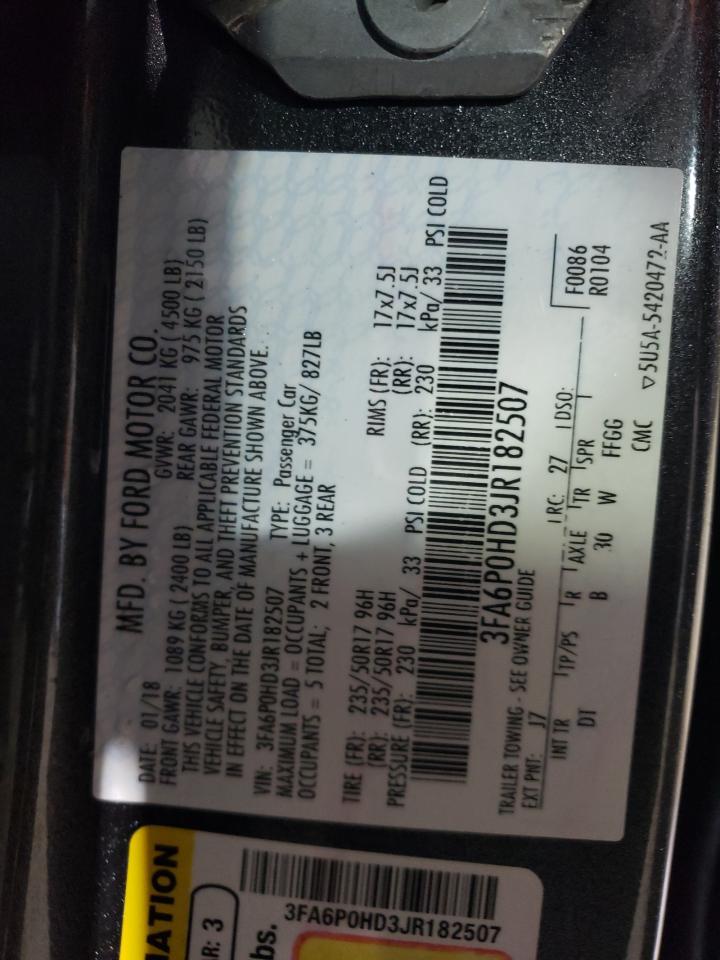 MFD. BY FORD MOTOR CO.
DATE: 01/18 GVWR: 2041 KG ( 4500 LB)
FRONT GAWR: 1089 KG ( 2400 LB) REAR GAWR: 975 KG ( 2150 LB)
THIS VEHICLE CONFORMS TO ALL APPLICABLE FEDERAL MOTOR
VEHICLE SAFETY, BUMPER, AND THEFT PREVENTION STANDARDS
IN EFFECT ON THE DATE OF MANUFACTURE SHOWN ABOVE.
VIN: 3FA6P0HD3JR182507 TYPE: Passenger Car
MAXIMUM LOAD = OCCUPANTS + LUGGAGE = 375KG/ 827LB
OCCUPANTS = 5 TOTAL; 2 FRONT, 3 REAR
TIRE (FR): 235/50R17 96H RIMS (FR): 17x7.5J
(RR): 235/50R17 96H (RR): 17x7.5J
PRESSURE (FR): 230 kPa/ 33 PSI COLD (RR): 230 kPa/ 33 PSI COLD
3FA6P0HD3JR182507
TRAILER TOWING - SEE OWNER GUIDE
EXT PNT: J7 RC: 27 DSO: F0086
INT TR TP/PS R AXLE TR SPR R0104
DT B 30 W FFGG
CMC
▽5U5A-5420472-AA
MATION
R: 3
bs.
3FA6P0HD3JR182507